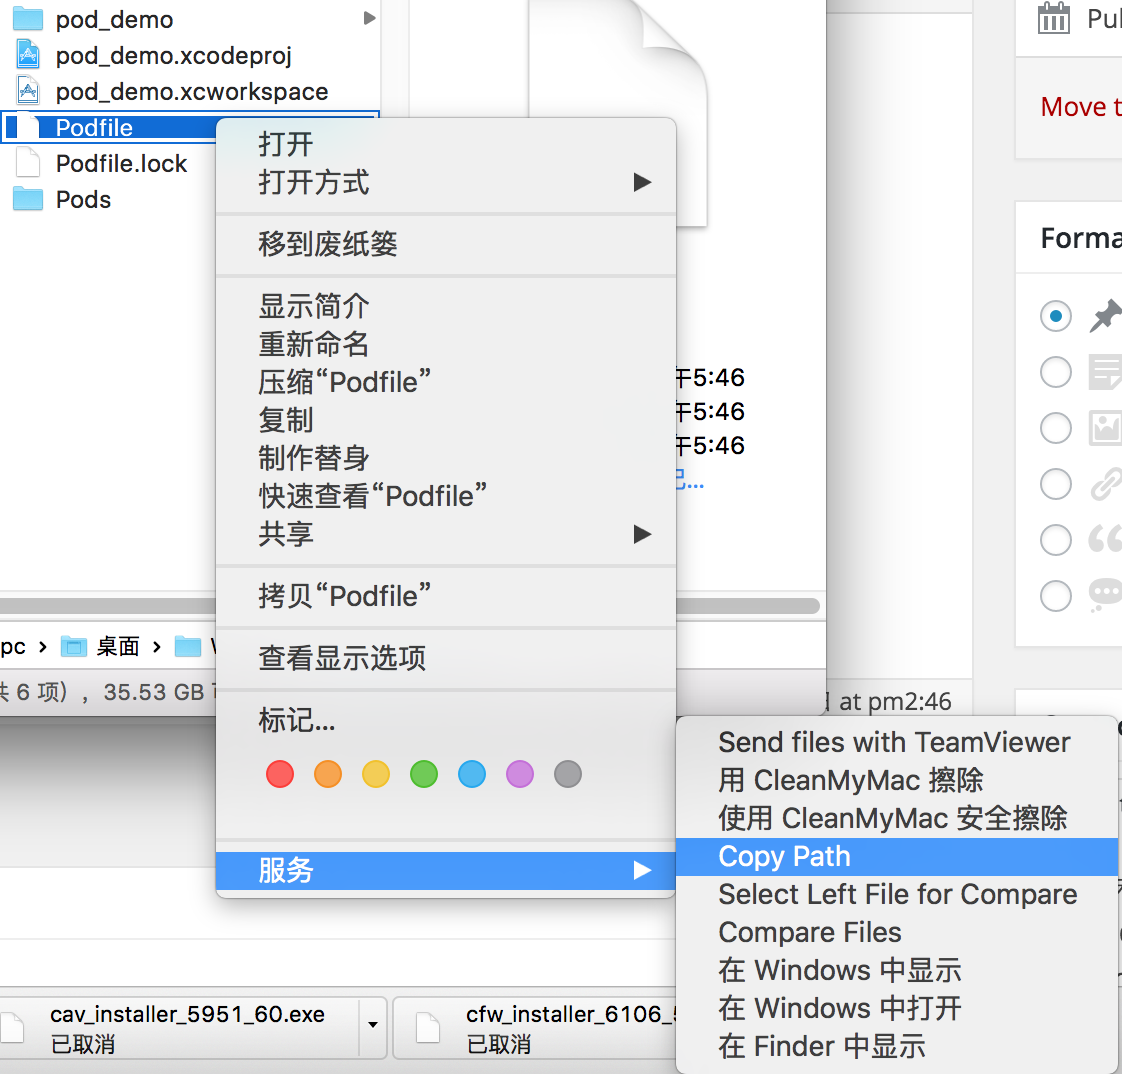 pod_demo
pod_demo.xcodeproj
pod_demo.xcworkspace
Podfile
Podfile.lock
Pods
打开
打开方式
移到废纸篓
显示简介
重新命名
压缩“Podfile”
复制
制作替身
快速查看“Podfile”
共享
拷贝“Podfile”
查看显示选项
标记...
服务
午5:46
午5:46
午5:46
pc
桌面
共 6 项），35.53 GB
at pm2:46
Send files with TeamViewer
用 CleanMyMac 擦除
使用 CleanMyMac 安全擦除
Copy Path
Select Left File for Compare
Compare Files
在 Windows 中显示
在 Windows 中打开
在 Finder 中显示
Move
cav_installer_5951_60.exe
已取消
cfw_installer_6106_
已取消